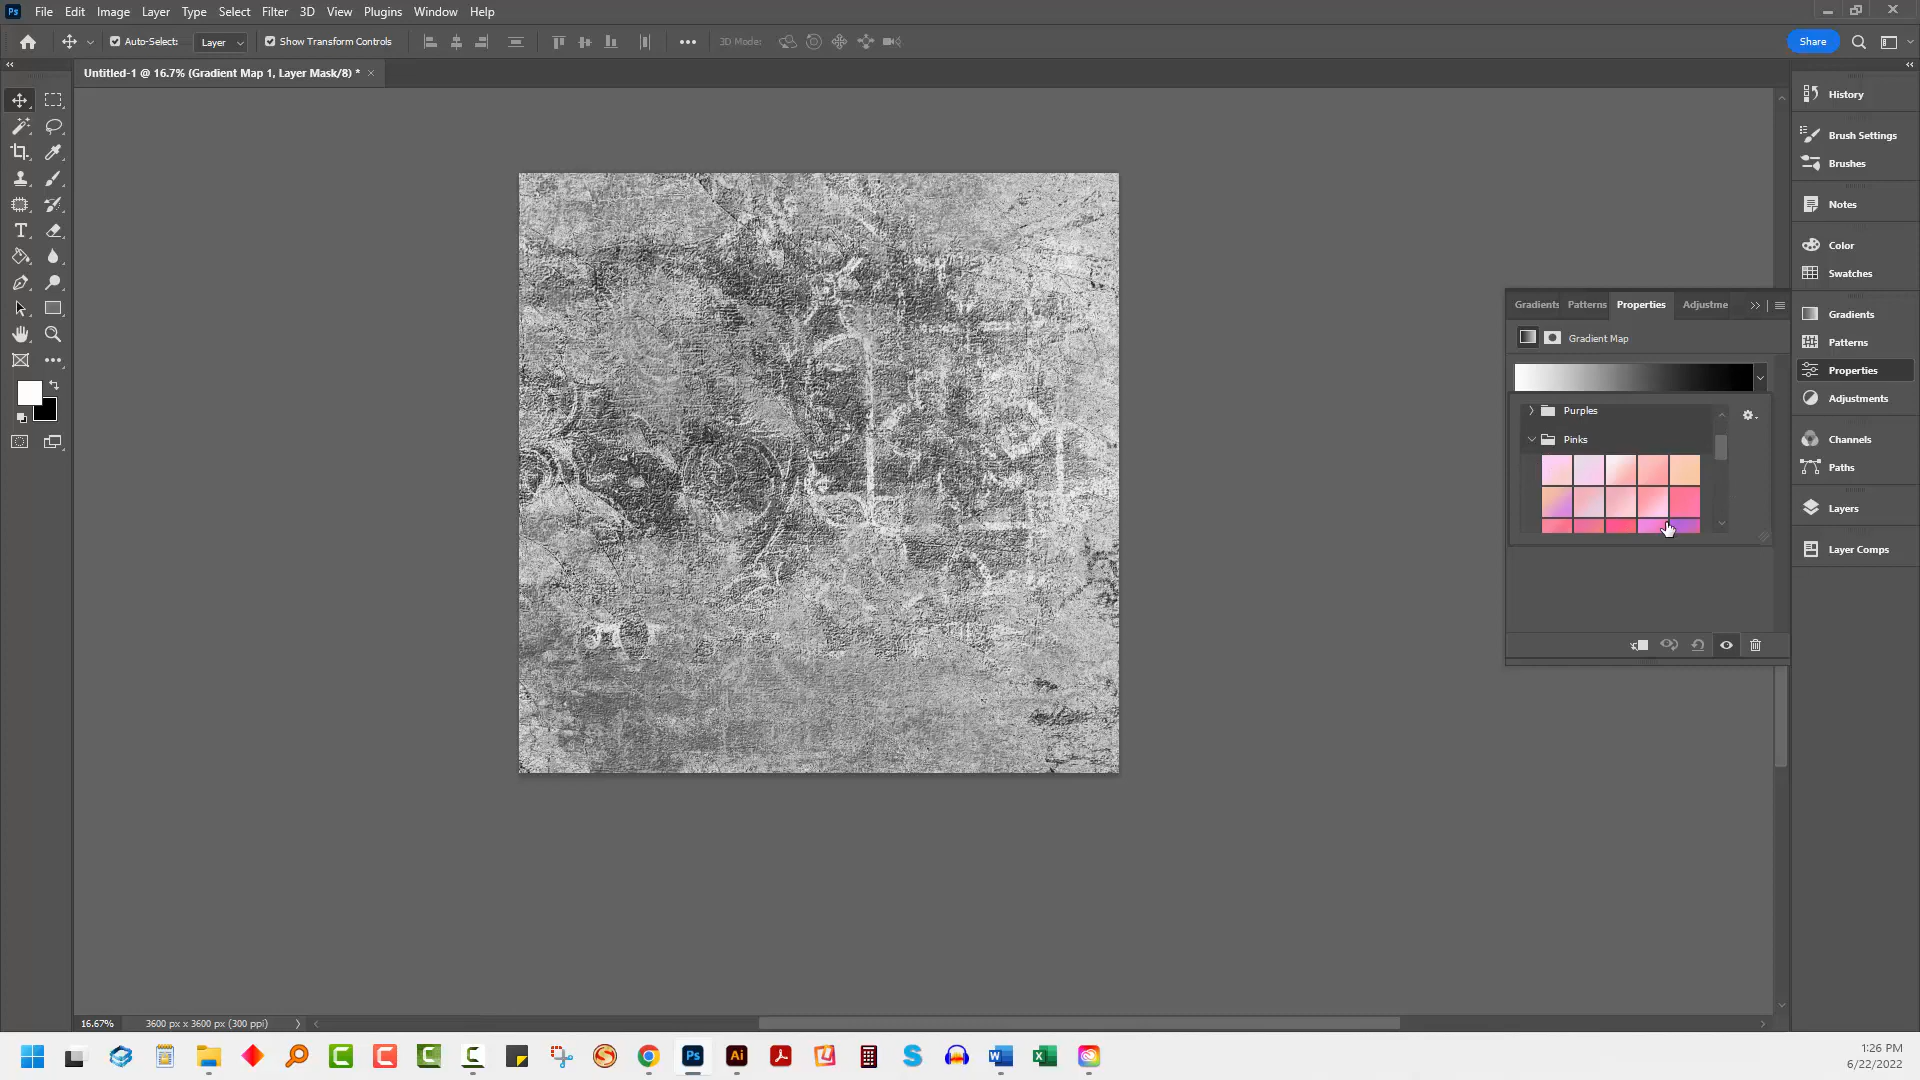 Ps File Edit Image Layer Type Select Filter 3D View Plugins Window Help
Auto-Select: Layer Show Transform Controls 3D Mode: Share
Untitled-1 @ 16.7% (Gradient Map 1, Layer Mask/8) *
History
Brush Settings
Brushes
Notes
Color
Swatches
Gradients Patterns Properties Adjustme
Gradients
Gradient Map
Patterns
Properties
Adjustments
Purples
Pinks
Channels
Paths
Layers
Layer Comps
16.67% 3600 px x 3600 px (300 ppi)
Ps Ai
1:26 PM
6/22/2022